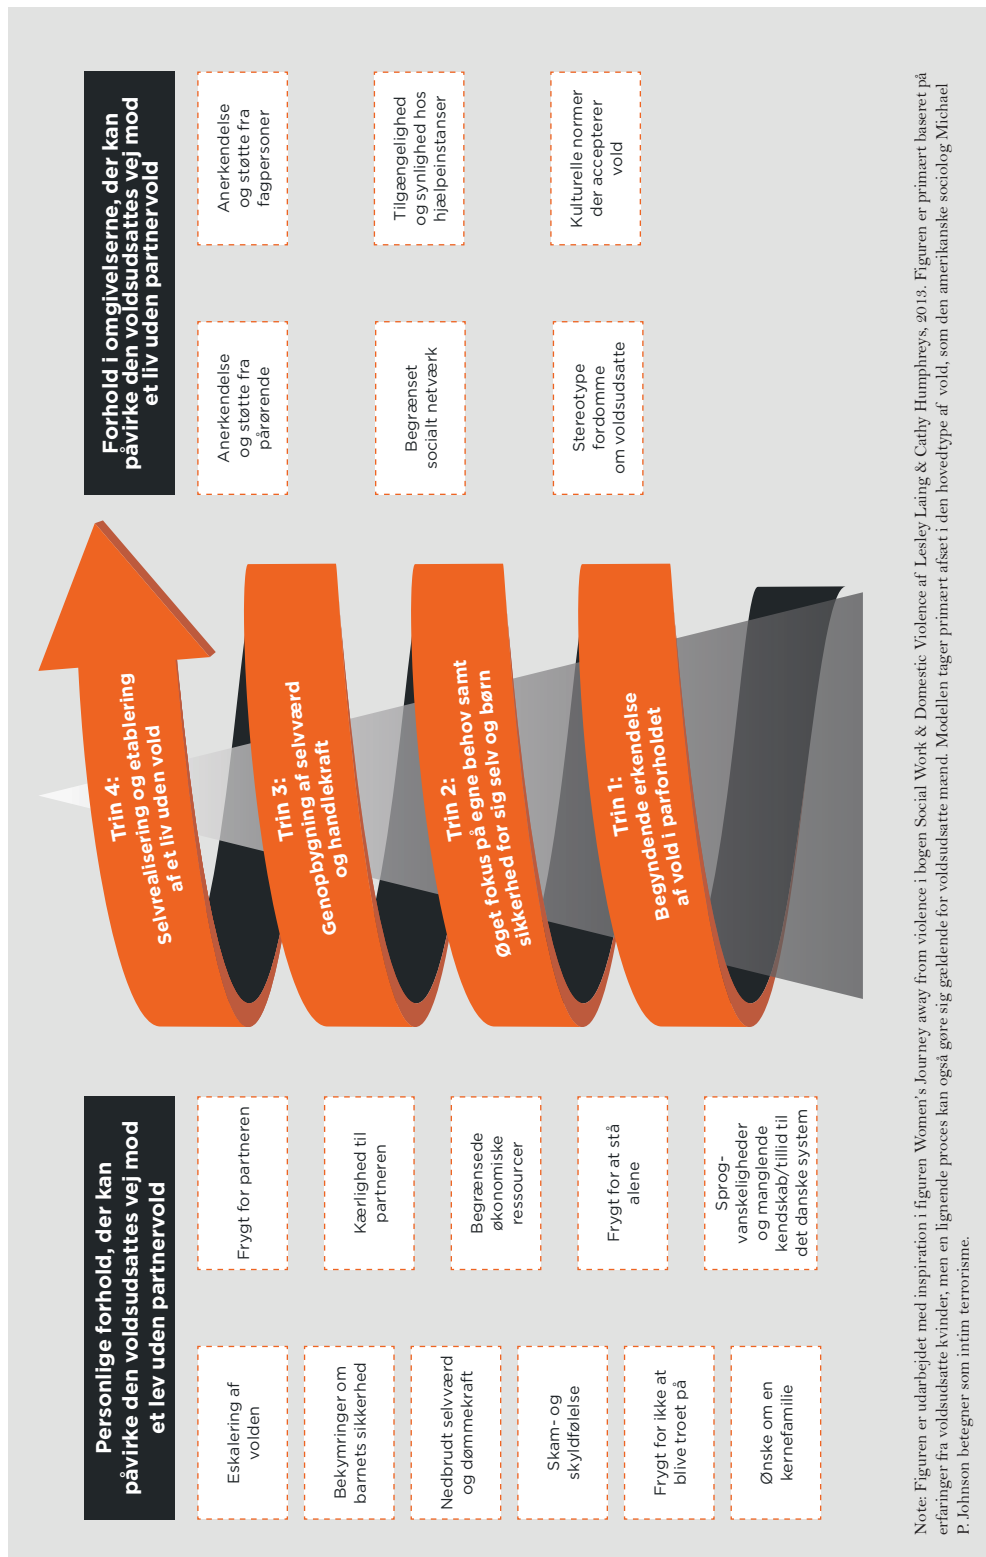 Personlige forhold, der kan
påvirke den voldsudsattes vej mod
et lev uden partnervold
Eskalering af
volden
Bekymringer om
barnets sikkerhed
Nedbrudt selvværd
og dømmekraft
Skam- og
skyldfølelse
Frygt for ikke at
blive troet på
Ønske om en
kernefamilie
Frygt for partneren
Kærlighed til
partneren
Begrænsede
økonomiske
ressourcer
Frygt for at stå
alene
Sprog-
vanskeligheder
og manglende
kendskab/tillid til
det danske system
Trin 4:
Selvrealisering og etablering
af et liv uden vold
Trin 3:
Genopbygning af selvværd
og handlekraft
Trin 2:
Øget fokus på egne behov samt
sikkerhed for sig selv og børn
Trin 1:
Begyndende erkendelse
af vold i parforholdet
Forhold i omgivelserne, der kan
påvirke den voldsudsattes vej mod
et liv uden partnervold
Anerkendelse
og støtte fra
pårørende
Begrænset
socialt netværk
Stereotype
fordomme
om voldsudsatte
Anerkendelse
og støtte fra
fagpersoner
Tilgængelighed
og synlighed hos
hjælpeinstanser
Kulturelle normer
der accepterer
vold
Note: Figuren er udarbejdet med inspiration i figuren Women's Journey away from violence i bogen Social Work & Domestic Violence af Lesley Laing & Cathy Humphreys, 2013. Figuren er primært baseret på
erfaringer fra voldsudsatte kvinder, men en lignende proces kan også gøre sig gældende for voldsudsatte mænd. Modellen tager primært afsæt i den hovedtype af vold, som den amerikanske sociolog Michael
P. Johnson betegner som intim terrorisme.